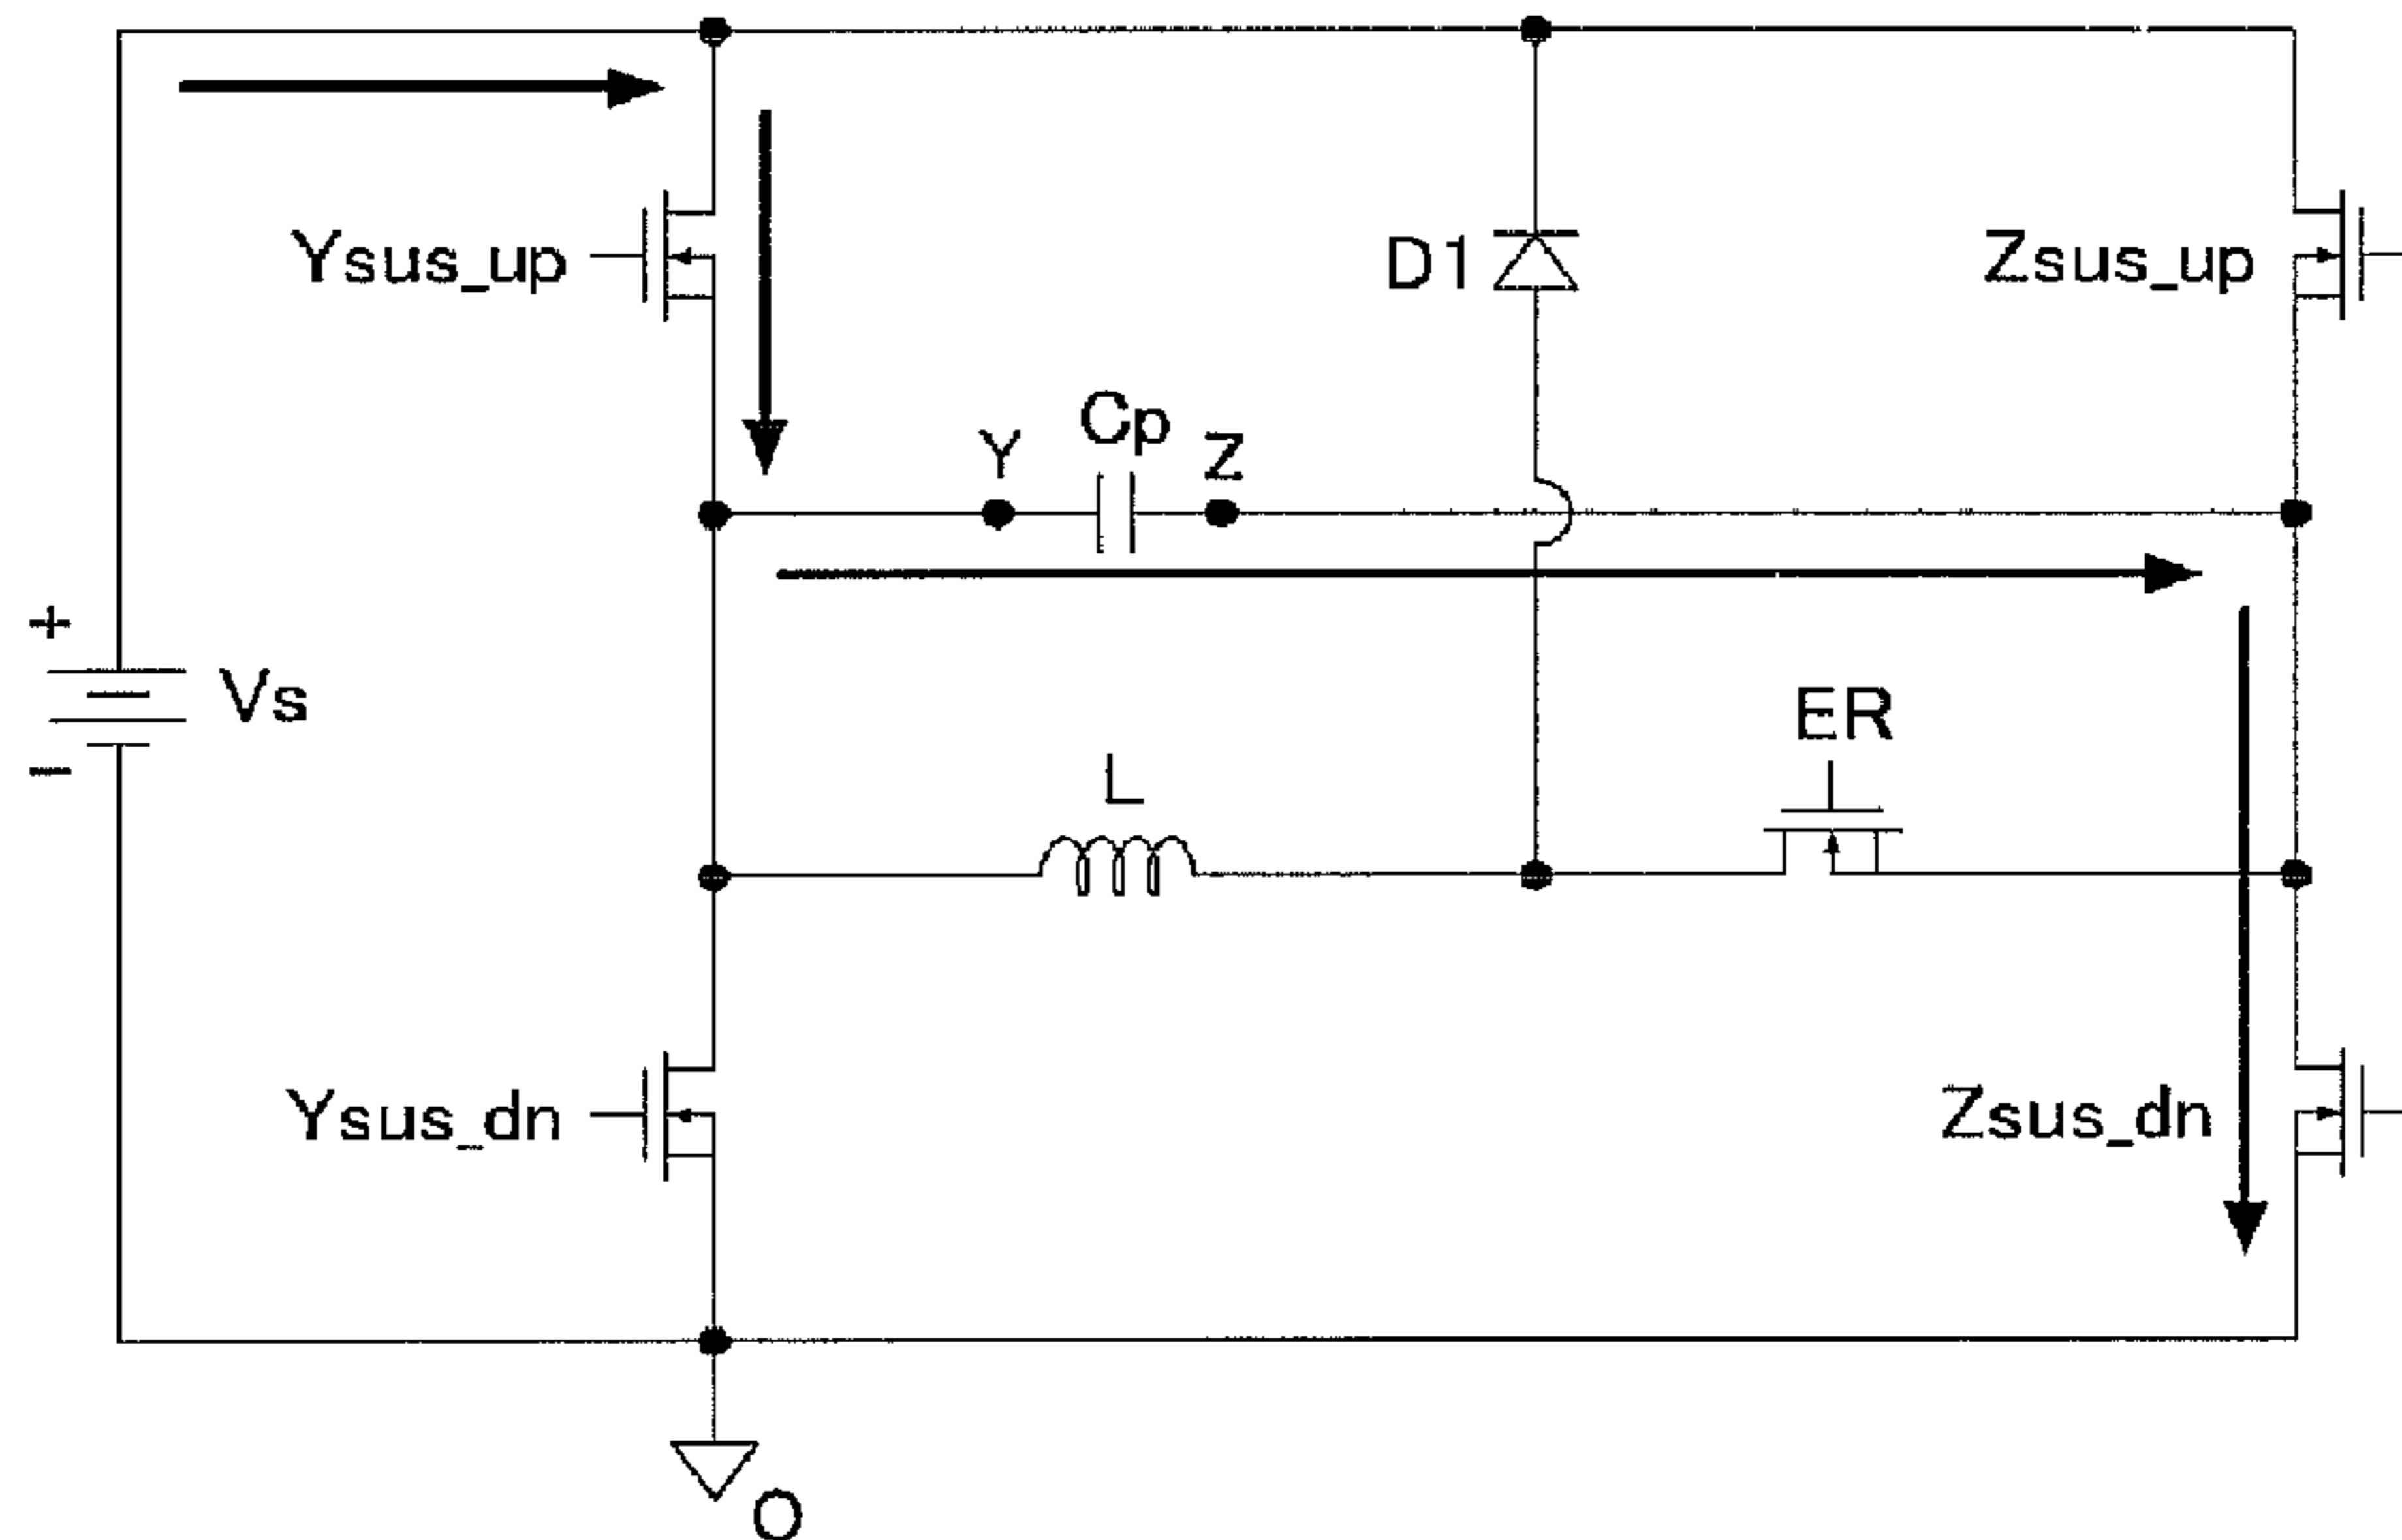 Ysus_up
D1
Zsus_up
Y
Cp
Z
+
Vs
−
L
ER
Ysus_dn
Zsus_dn
O